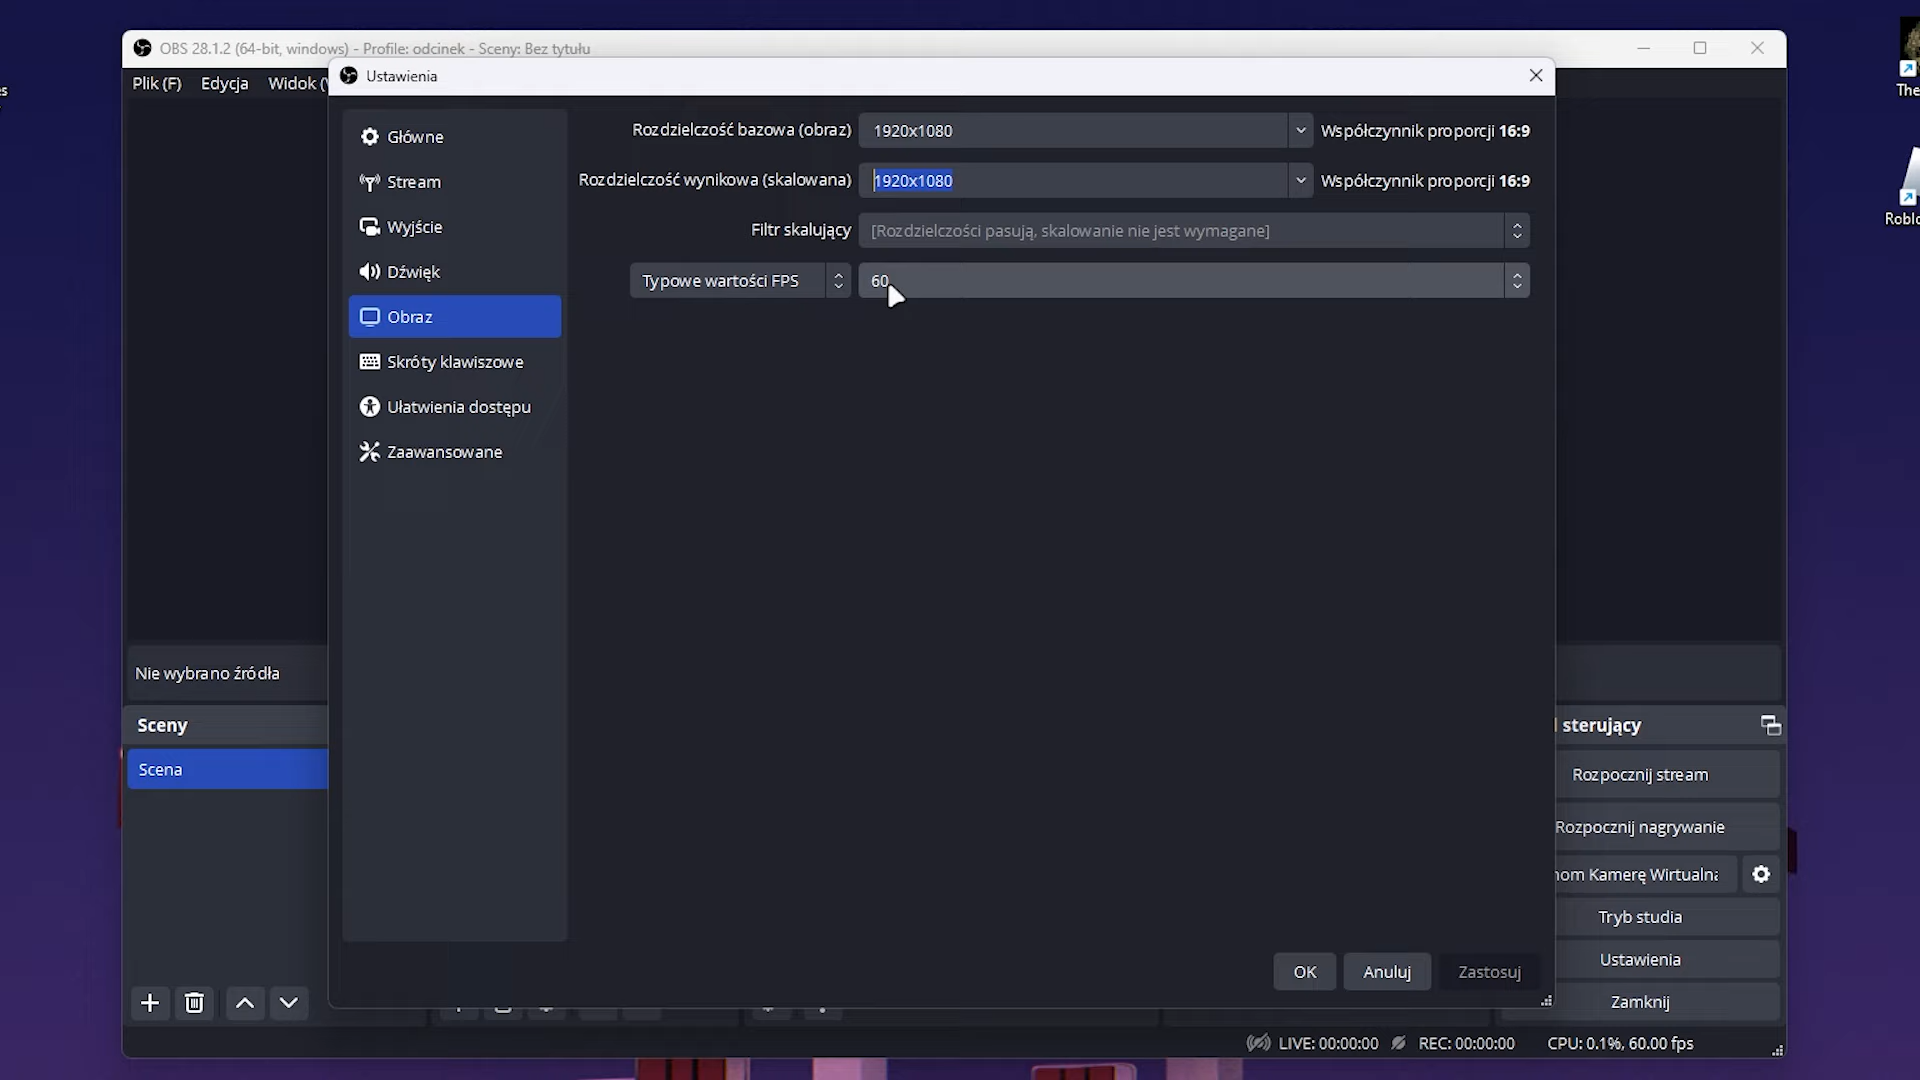 OBS 28.1.2 (64-bit, windows) - Profile: odcinek - Sceny: Bez tytułu
Plik (F) Edycja Widok (
Ustawienia
Główne
Stream
Wyjście
Dźwięk
Obraz
Skróty klawiszowe
Ułatwienia dostępu
Zaawansowane
Rozdzielczość bazowa (obraz) 1920x1080 Współczynnik proporcji 16:9
Rozdzielczość wynikowa (skalowana) 1920x1080 Współczynnik proporcji 16:9
Filtr skalujący [Rozdzielczości pasują, skalowanie nie jest wymagane]
Typowe wartości FPS 60
OK Anuluj Zastosuj
Nie wybrano źródła
Sceny
Scena
sterujący
Rozpocznij stream
Rozpocznij nagrywanie
Kamerę
Tryb studia
Ustawienia
Zamknij
LIVE: 00:00:00 REC: 00:00:00 CPU: 0.1%, 60.00 fps
The